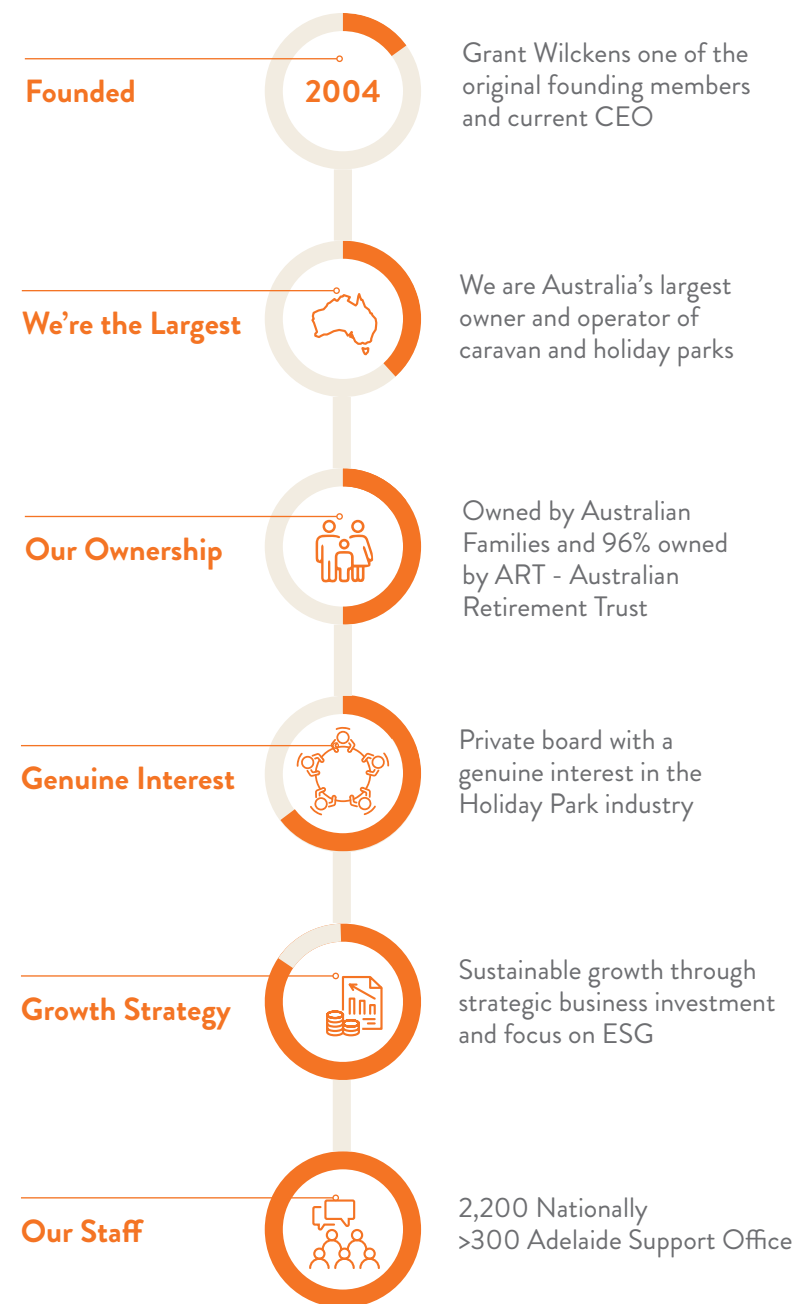 Founded
2004
Grant Wilckens one of the
original founding members
and current CEO
We’re the Largest
We are Australia’s largest
owner and operator of
caravan and holiday parks
Our Ownership
Owned by Australian
Families and 96% owned
by ART - Australian
Retirement Trust
Genuine Interest
Private board with a
genuine interest in the
Holiday Park industry
Growth Strategy
Sustainable growth through
strategic business investment
and focus on ESG
Our Staff
2,200 Nationally
>300 Adelaide Support Office